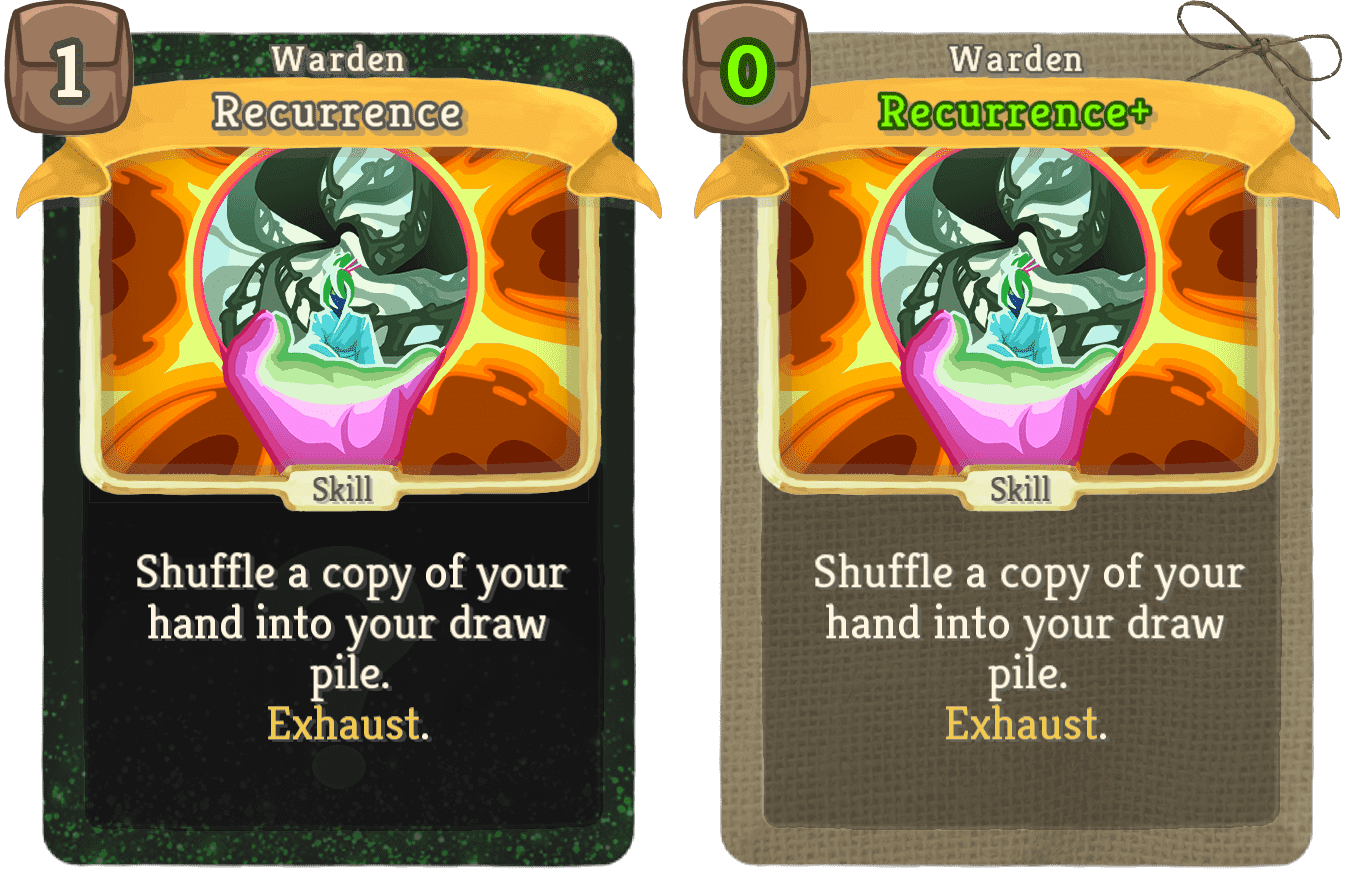 1
Warden
Recurrence
Skill
Shuffle a copy of your
hand into your draw
pile.
Exhaust.
0
Warden
Recurrence+
Skill
Shuffle a copy of your
hand into your draw
pile.
Exhaust.